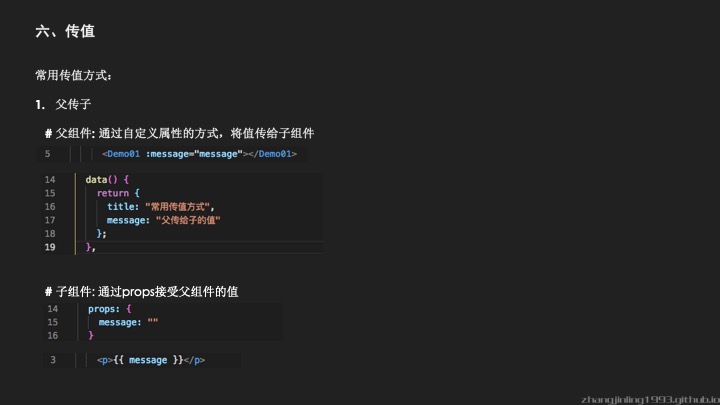 六、传值
常用传值方式：
1. 父传子
# 父组件: 通过自定义属性的方式，将值传给子组件
5 <Demo01 :message="message"></Demo01>
14 data() {
15 return {
16 title: "常用传值方式",
17 message: "父传给子的值"
18 };
19 },
# 子组件: 通过props接受父组件的值
14 props: {
15 message: ""
16 }
3 <p>{{ message }}</p>
zhangjinling1993.github.io